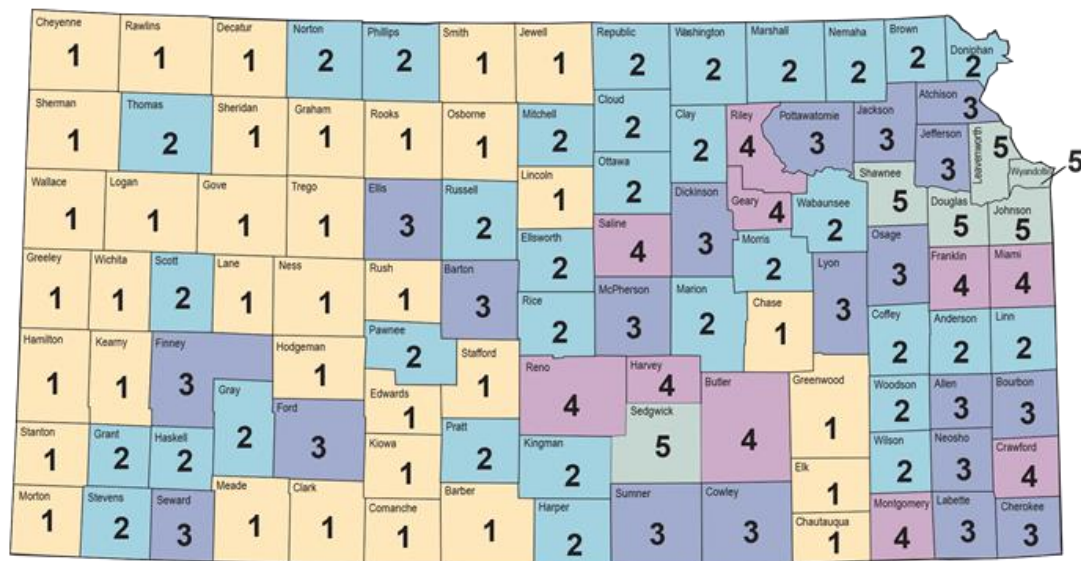 Cheyenne
1
Rawlins
1
Decatur
1
Norton
2
Phillips
2
Smith
1
Jewell
1
Republic
2
Washington
2
Marshall
2
Nemaha
2
Brown
2
Doniphan
2
Sherman
1
Thomas
2
Sheridan
1
Graham
1
Rooks
1
Osborne
1
Mitchell
2
Cloud
2
Clay
2
Riley
4
Pottawatomie
3
Jackson
3
Atchison
3
Jefferson
3
Leavenworth
5
Wyandotte
5
Ottawa
2
Wallace
1
Logan
1
Gove
1
Trego
1
Ellis
3
Russell
2
Lincoln
1
Saline
4
Dickinson
3
Geary
4
Wabaunsee
2
Shawnee
5
Douglas
5
Johnson
5
Ellsworth
2
Morris
2
Osage
3
Lyon
3
Franklin
4
Miami
4
Greeley
1
Wichita
1
Scott
2
Lane
1
Ness
1
Rush
1
Barton
3
Rice
2
McPherson
3
Marion
2
Chase
1
Coffey
2
Anderson
2
Linn
2
Hamilton
1
Kearny
1
Finney
3
Hodgeman
1
Pawnee
2
Stafford
1
Reno
4
Harvey
4
Butler
4
Greenwood
1
Woodson
2
Allen
3
Bourbon
3
Gray
2
Ford
3
Edwards
1
Sedgwick
5
Stanton
1
Grant
2
Haskell
2
Kiowa
1
Pratt
2
Kingman
2
Elk
1
Wilson
2
Neosho
3
Crawford
4
Morton
1
Stevens
2
Seward
3
Meade
1
Clark
1
Comanche
1
Barber
1
Harper
2
Sumner
3
Cowley
3
Chautauqua
1
Montgomery
4
Labette
3
Cherokee
3